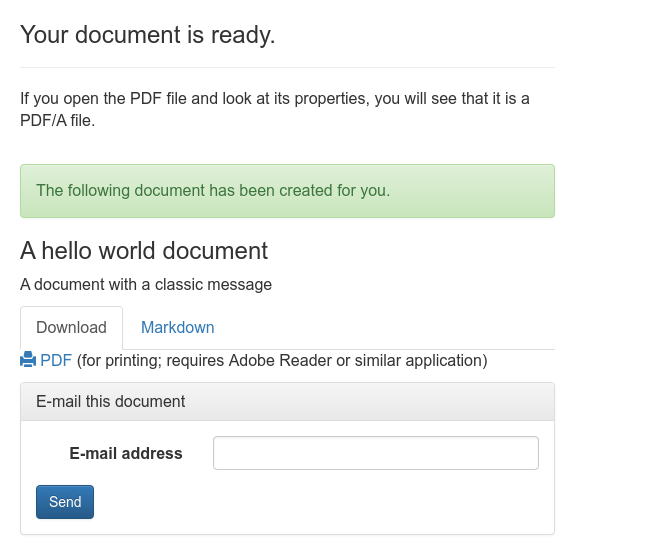 Your document is ready.
If you open the PDF file and look at its properties, you will see that it is a
PDF/A file.
The following document has been created for you.
A hello world document
A document with a classic message
Download Markdown
PDF (for printing; requires Adobe Reader or similar application)
E-mail this document
E-mail address
Send